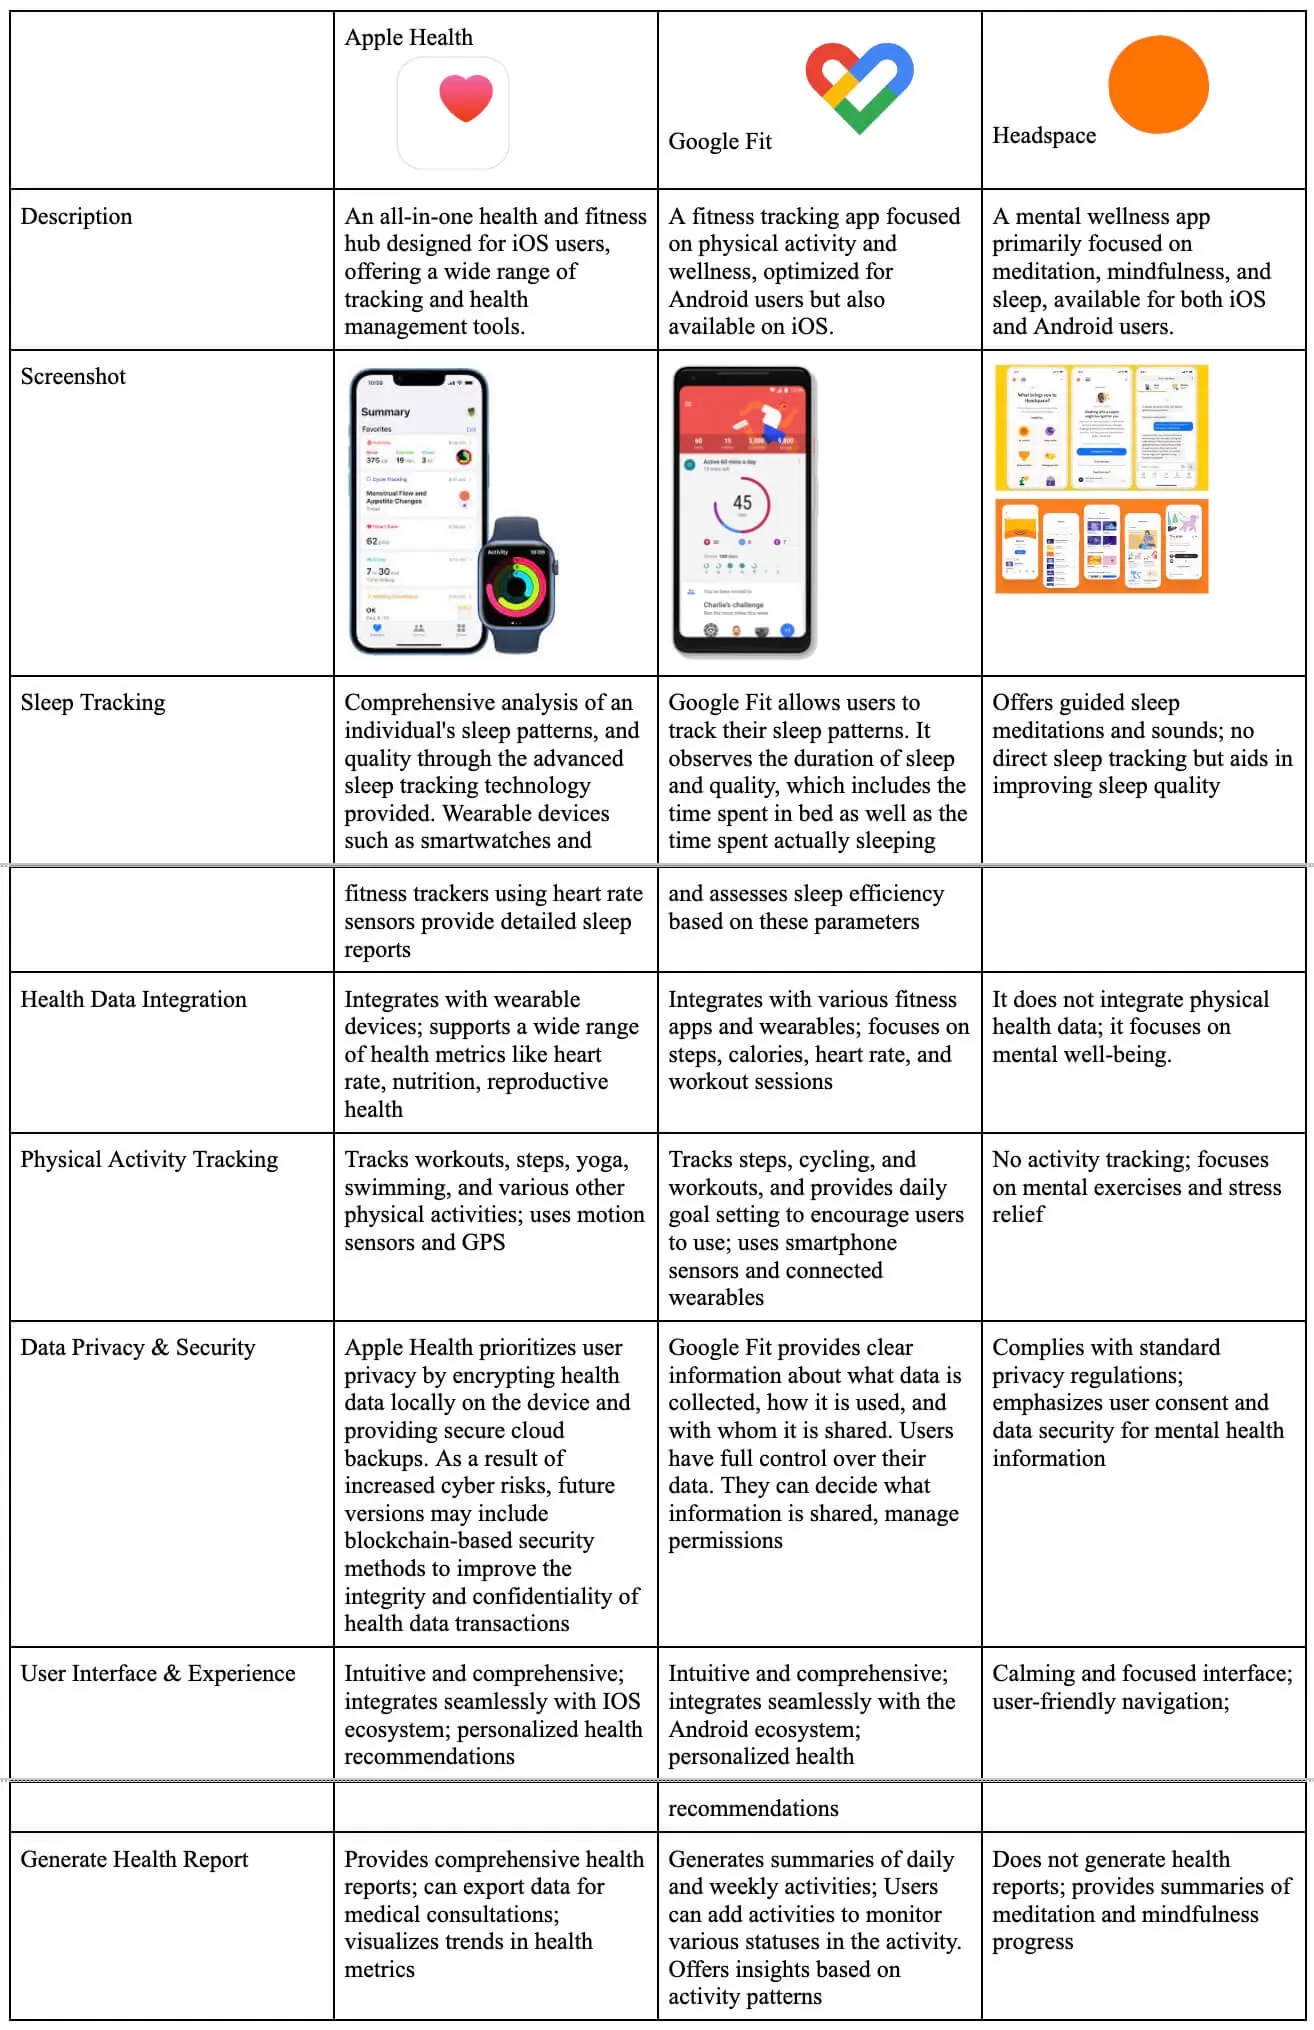 Apple Health
Google Fit
Headspace
Description
An all-in-one health and fitness
hub designed for iOS users,
offering a wide range of
tracking and health
management tools.
A fitness tracking app focused
on physical activity and
wellness, optimized for
Android users but also
available on iOS.
A mental wellness app
primarily focused on
meditation, mindfulness, and
sleep, available for both iOS
and Android users.
Screenshot
10:09
Summary
Favorites
Edit
Cycle Tracking
Menstrual Flow and
Appetite Changes
Heart Rate
62
7 30
OK
Activity 10:09
60 15 3,000 9,800
Active 60 mins a day
45
Charlie's challenge
What brings you to
Headspace?
Sleep Tracking
Comprehensive analysis of an
individual's sleep patterns, and
quality through the advanced
sleep tracking technology
provided. Wearable devices
such as smartwatches and
Google Fit allows users to
track their sleep patterns. It
observes the duration of sleep
and quality, which includes the
time spent in bed as well as the
time spent actually sleeping
Offers guided sleep
meditations and sounds; no
direct sleep tracking but aids in
improving sleep quality
fitness trackers using heart rate
sensors provide detailed sleep
reports
and assesses sleep efficiency
based on these parameters
Health Data Integration
Integrates with wearable
devices; supports a wide range
of health metrics like heart
rate, nutrition, reproductive
health
Integrates with various fitness
apps and wearables; focuses on
steps, calories, heart rate, and
workout sessions
It does not integrate physical
health data; it focuses on
mental well-being.
Physical Activity Tracking
Tracks workouts, steps, yoga,
swimming, and various other
physical activities; uses motion
sensors and GPS
Tracks steps, cycling, and
workouts, and provides daily
goal setting to encourage users
to use; uses smartphone
sensors and connected
wearables
No activity tracking; focuses
on mental exercises and stress
relief
Data Privacy & Security
Apple Health prioritizes user
privacy by encrypting health
data locally on the device and
providing secure cloud
backups. As a result of
increased cyber risks, future
versions may include
blockchain-based security
methods to improve the
integrity and confidentiality of
health data transactions
Google Fit provides clear
information about what data is
collected, how it is used, and
with whom it is shared. Users
have full control over their
data. They can decide what
information is shared, manage
permissions
Complies with standard
privacy regulations;
emphasizes user consent and
data security for mental health
information
User Interface & Experience
Intuitive and comprehensive;
integrates seamlessly with IOS
ecosystem; personalized health
recommendations
Intuitive and comprehensive;
integrates seamlessly with the
Android ecosystem;
personalized health
Calming and focused interface;
user-friendly navigation;
recommendations
Generate Health Report
Provides comprehensive health
reports; can export data for
medical consultations;
visualizes trends in health
metrics
Generates summaries of daily
and weekly activities; Users
can add activities to monitor
various statuses in the activity.
Offers insights based on
activity patterns
Does not generate health
reports; provides summaries of
meditation and mindfulness
progress